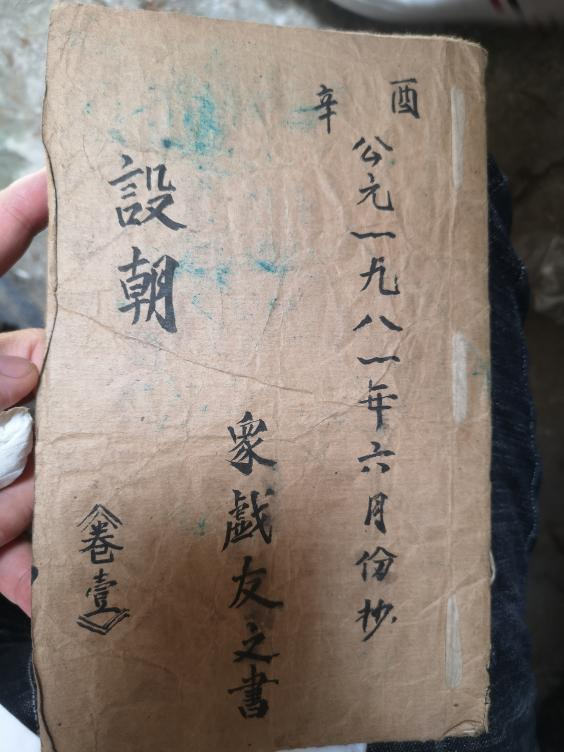 辛酉
公元一九八一年六月份抄
眾戲友之書
設朝
《卷壹》